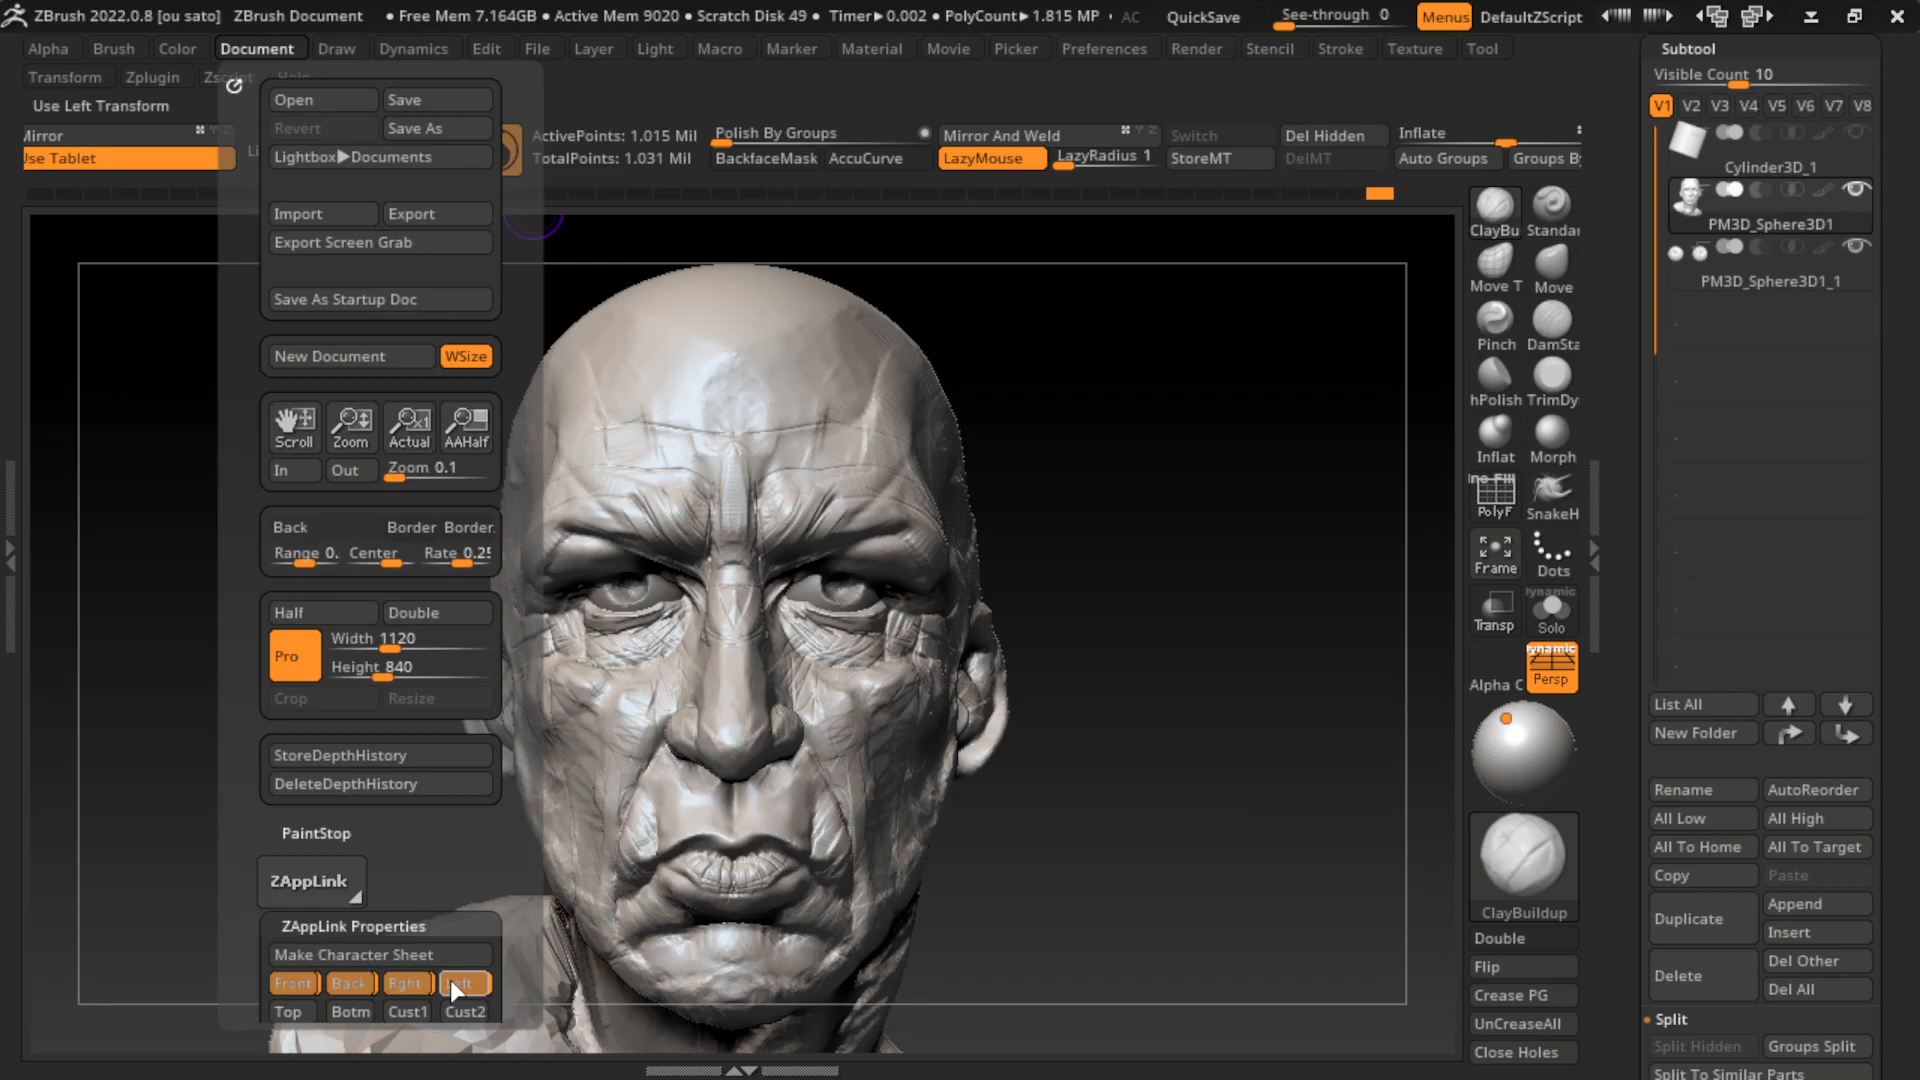 ZBrush 2022.0.8 [ou sato] ZBrush Document • Free Mem 7.164GB • Active Mem 9020 • Scratch Disk 49 • Timer▶0.002 • PolyCount▶1.815 MP AC QuickSave See-through 0 Menus DefaultZScript
Alpha Brush Color Document Draw Dynamics Edit File Layer Light Macro Marker Material Movie Picker Preferences Render Stencil Stroke Texture Tool
Transform Zplugin Zscript Help
Use Left Transform
Mirror
Use Tablet
ActivePoints: 1.015 Mil
TotalPoints: 1.031 Mil
Polish By Groups
BackfaceMask AccuCurve
Mirror And Weld
LazyMouse LazyRadius 1
Switch
StoreMT
Del Hidden
DelMT
Inflate
Auto Groups Groups By
Open Save
Revert Save As
Lightbox▶Documents
Import Export
Export Screen Grab
Save As Startup Doc
New Document WSize
Scroll Zoom Actual AAHalf
In Out Zoom 0.1
Back Border Border.
Range 0. Center Rate 0.25
Half Double
Pro Width 1120
Height 840
Crop Resize
StoreDepthHistory
DeleteDepthHistory
PaintStop
ZAppLink
ZAppLink Properties
Make Character Sheet
Front Back Rght Left
Top Botm Cust1 Cust2
ClayBu Standar
Move T Move
Pinch DamSta
hPolish TrimDy
Inflat Morph
PolyF SnakeH
Frame Dots
Transp Dynamic
Solo
Persp
Alpha C
ClayBuildup
Double
Flip
Crease PG
UnCreaseAll
Close Holes
Subtool
Visible Count 10
V1 V2 V3 V4 V5 V6 V7 V8
Cylinder3D_1
PM3D_Sphere3D1
PM3D_Sphere3D1_1
List All
New Folder
Rename AutoReorder
All Low All High
All To Home All To Target
Copy Paste
Duplicate Append
Insert
Delete Del Other
Del All
Split
Split Hidden Groups Split
Split To Similar Parts